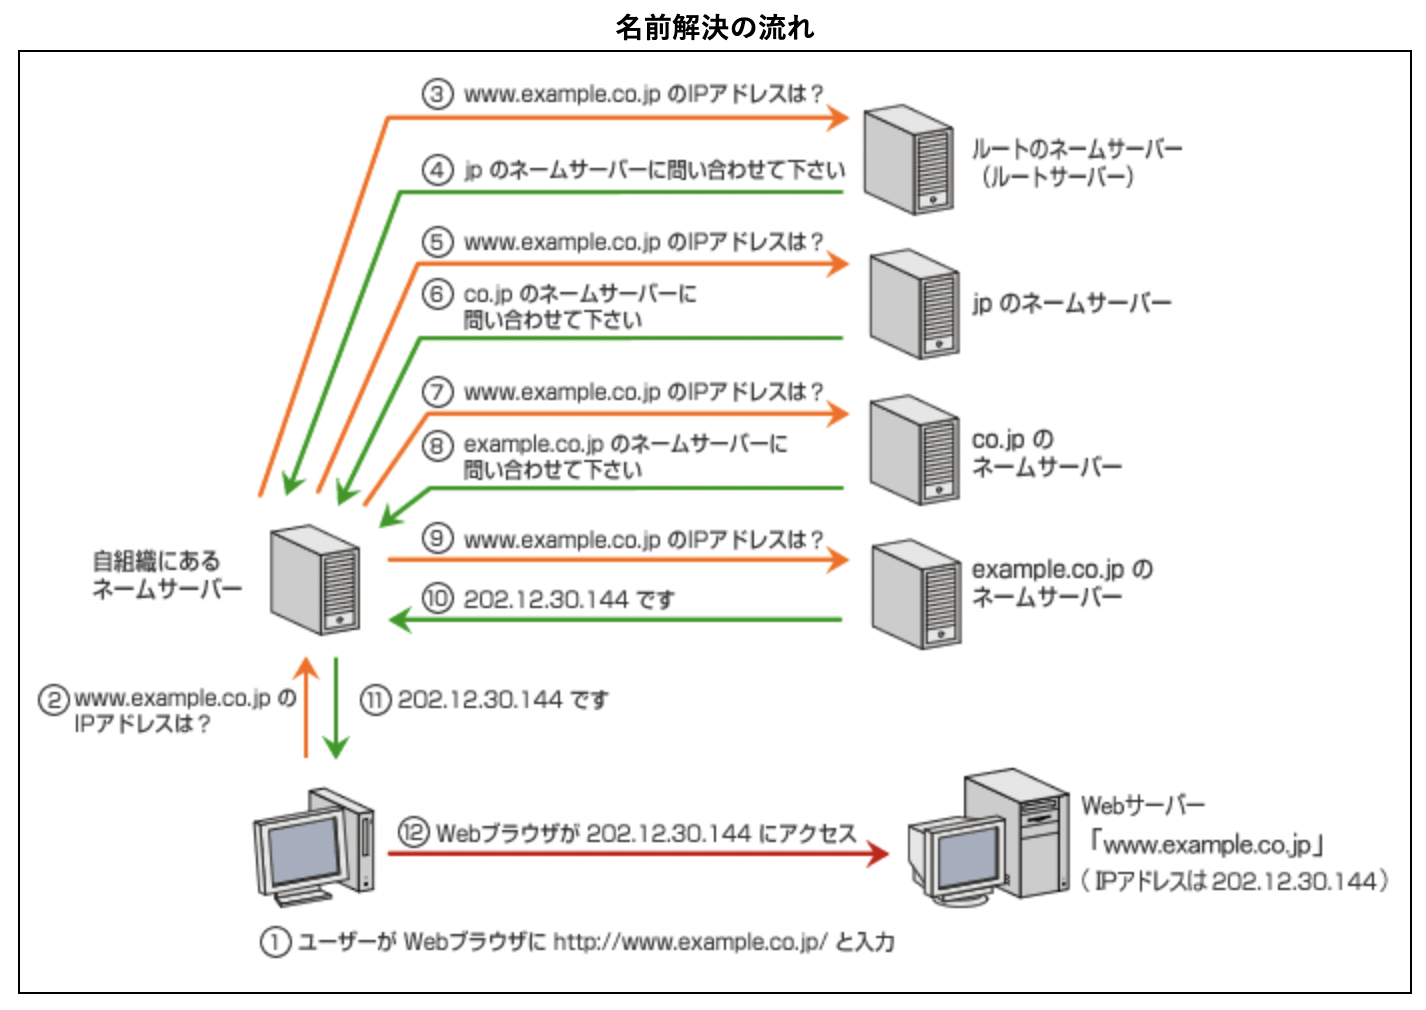 名前解決の流れ
③ www.example.co.jp のIPアドレスは？
ルートのネームサーバー
（ルートサーバー）
④ jp のネームサーバーに問い合わせて下さい
⑤ www.example.co.jp のIPアドレスは？
jp のネームサーバー
⑥ co.jp のネームサーバーに
問い合わせて下さい
⑦ www.example.co.jp のIPアドレスは？
co.jp の
ネームサーバー
⑧ example.co.jp のネームサーバーに
問い合わせて下さい
⑨ www.example.co.jp のIPアドレスは？
example.co.jp の
ネームサーバー
自組織にある
ネームサーバー
⑩ 202.12.30.144 です
② www.example.co.jp の
IPアドレスは？
⑪ 202.12.30.144 です
⑫ Webブラウザが 202.12.30.144 にアクセス
Webサーバー
「www.example.co.jp」
（ IPアドレスは 202.12.30.144 ）
① ユーザーが Webブラウザに http://www.example.co.jp/ と入力